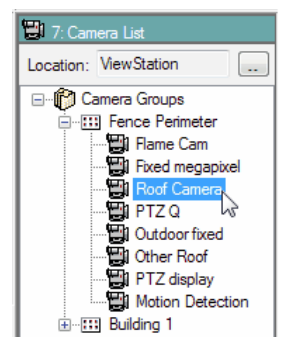 7: Camera List
Location: ViewStation ...
Camera Groups
Fence Perimeter
Flame Cam
Fixed megapixel
Roof Camera
PTZ Q
Outdoor fixed
Other Roof
PTZ display
Motion Detection
Building 1